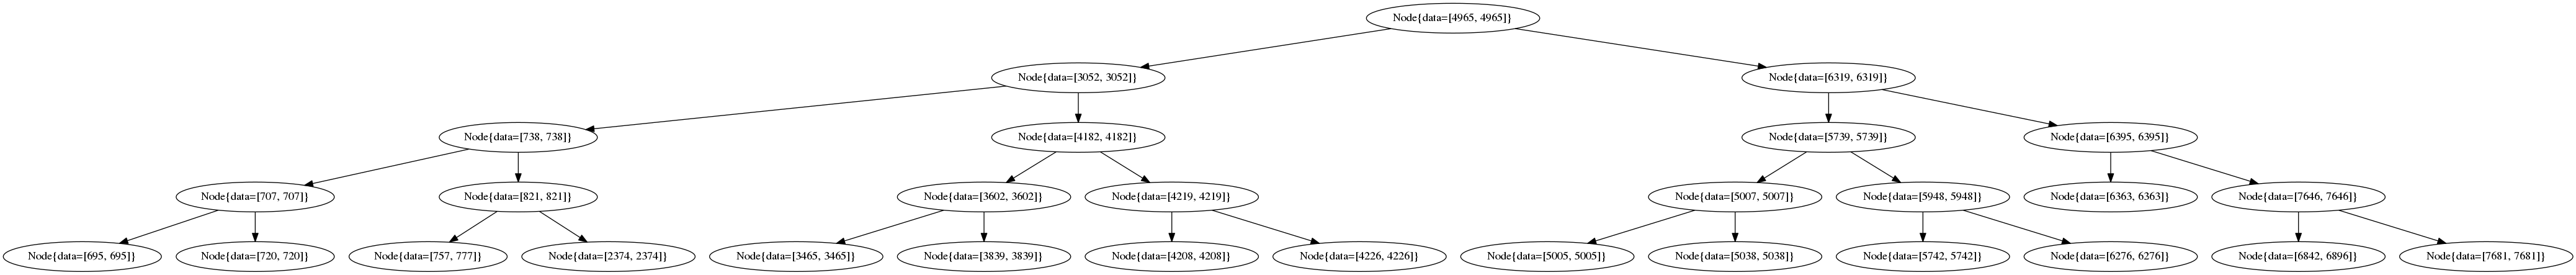 Node{data=[4965, 4965]}
Node{data=[3052, 3052]}
Node{data=[6319, 6319]}
Node{data=[738, 738]}
Node{data=[4182, 4182]}
Node{data=[5739, 5739]}
Node{data=[6395, 6395]}
Node{data=[707, 707]}
Node{data=[821, 821]}
Node{data=[3602, 3602]}
Node{data=[4219, 4219]}
Node{data=[5007, 5007]}
Node{data=[5948, 5948]}
Node{data=[6363, 6363]}
Node{data=[7646, 7646]}
Node{data=[695, 695]}
Node{data=[720, 720]}
Node{data=[757, 777]}
Node{data=[2374, 2374]}
Node{data=[3465, 3465]}
Node{data=[3839, 3839]}
Node{data=[4208, 4208]}
Node{data=[4226, 4226]}
Node{data=[5005, 5005]}
Node{data=[5038, 5038]}
Node{data=[5742, 5742]}
Node{data=[6276, 6276]}
Node{data=[6842, 6896]}
Node{data=[7681, 7681]}